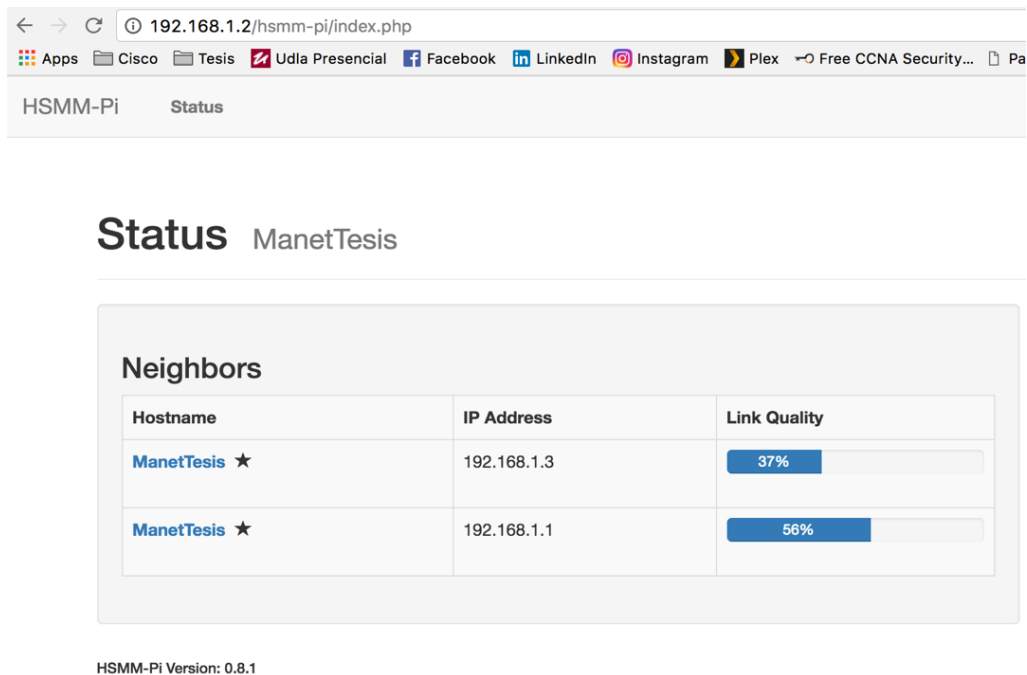 192.168.1.2/hsmm-pi/index.php
Apps Cisco Tesis Udla Presencial Facebook LinkedIn Instagram Plex Free CCNA Security... Pa
HSMM-Pi Status
Status ManetTesis
Neighbors
Hostname IP Address Link Quality
ManetTesis ★ 192.168.1.3 37%
ManetTesis ★ 192.168.1.1 56%
HSMM-Pi Version: 0.8.1